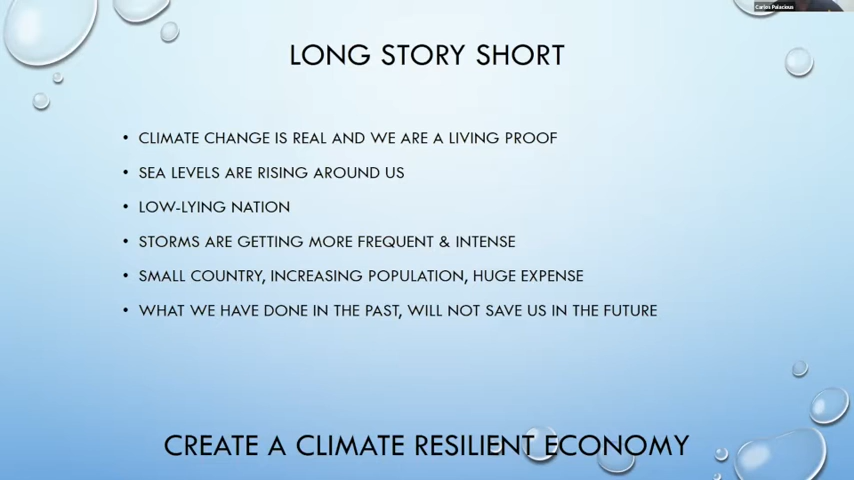 Carlos Palacious
LONG STORY SHORT
• CLIMATE CHANGE IS REAL AND WE ARE A LIVING PROOF
• SEA LEVELS ARE RISING AROUND US
• LOW-LYING NATION
• STORMS ARE GETTING MORE FREQUENT & INTENSE
• SMALL COUNTRY, INCREASING POPULATION, HUGE EXPENSE
• WHAT WE HAVE DONE IN THE PAST, WILL NOT SAVE US IN THE FUTURE
CREATE A CLIMATE RESILIENT ECONOMY